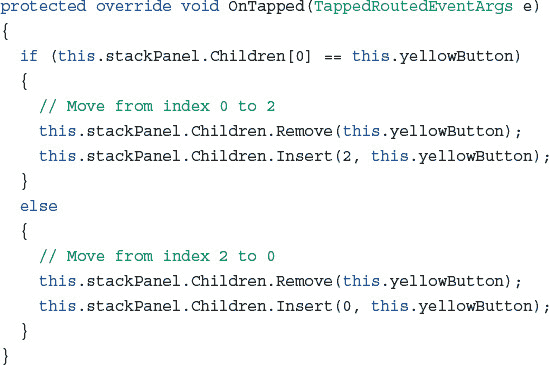 protected override void OnTapped(TappedRoutedEventArgs e)
{
  if (this.stackPanel.Children[0] == this.yellowButton)
  {
    // Move from index 0 to 2
    this.stackPanel.Children.Remove(this.yellowButton);
    this.stackPanel.Children.Insert(2, this.yellowButton);
  }
  else
  {
    // Move from index 2 to 0
    this.stackPanel.Children.Remove(this.yellowButton);
    this.stackPanel.Children.Insert(0, this.yellowButton);
  }
}